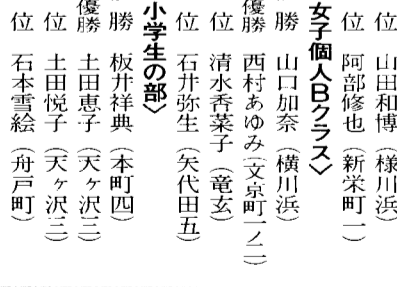 位 山田和博(様川浜)
位 阿部修也(新栄町一)
女子個人Bクラス〉
勝 山口加奈(横川浜)
優勝 西村あゆみ(文京町一ノ二)
位 清水香菜子(竜玄)
位 石井弥生(矢代田五)
小学生の部〉
勝 板井祥典(本町四)
優勝 土田恵子(天ヶ沢三)
位 土田悦子(天ヶ沢三)
位 石本雪絵(舟戸町)